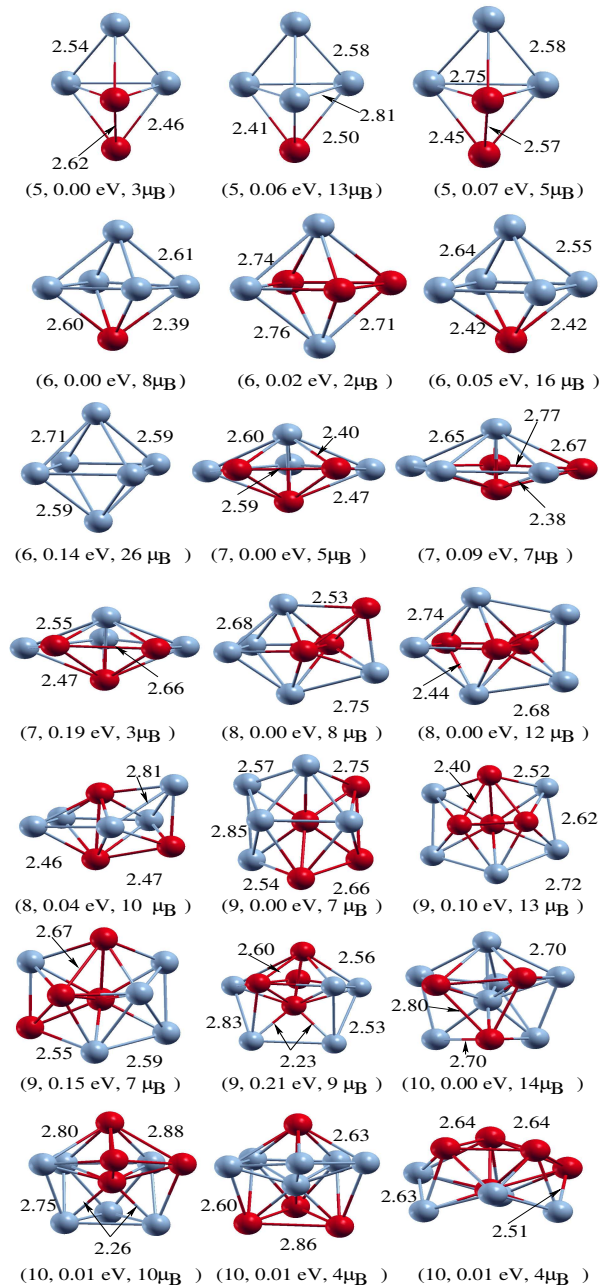 2.54 2.58 2.58
2.75
2.81
2.46 2.41 2.50 2.45 2.57
2.62
(5, 0.00 eV, 3μB) (5, 0.06 eV, 13μB) (5, 0.07 eV, 5μB)
2.61 2.74 2.64 2.55
2.60 2.39 2.76 2.71 2.42 2.42
(6, 0.00 eV, 8μB) (6, 0.02 eV, 2μB) (6, 0.05 eV, 16 μB)
2.71 2.59 2.60 2.40 2.65 2.77 2.67
2.59 2.59 2.47 2.38
(6, 0.14 eV, 26 μB ) (7, 0.00 eV, 5μB ) (7, 0.09 eV, 7μB )
2.55 2.68 2.53 2.74
2.47 2.66 2.75 2.44 2.68
(7, 0.19 eV, 3μB ) (8, 0.00 eV, 8 μB ) (8, 0.00 eV, 12 μB )
2.81 2.57 2.75 2.40 2.52
2.85 2.62
2.46 2.47 2.54 2.66 2.72
(8, 0.04 eV, 10 μB ) (9, 0.00 eV, 7 μB ) (9, 0.10 eV, 13 μB )
2.67 2.60 2.56 2.70
2.83 2.53 2.80
2.55 2.59 2.23 2.70
(9, 0.15 eV, 7 μB ) (9, 0.21 eV, 9 μB ) (10, 0.00 eV, 14μB )
2.80 2.88 2.63 2.64 2.64
2.75 2.60 2.63
2.26 2.86 2.51
(10, 0.01 eV, 10μB ) (10, 0.01 eV, 4μB ) (10, 0.01 eV, 4μB )